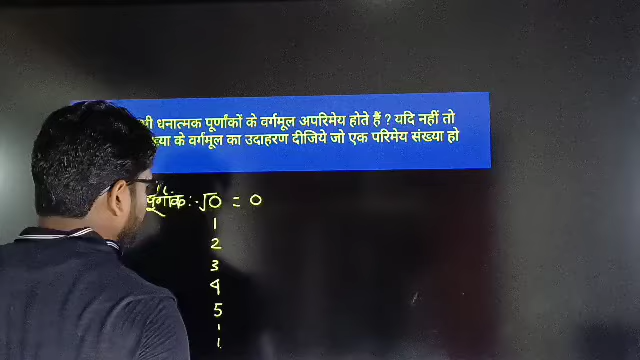 भी धनात्मक पूर्णांकों के वर्गमूल अपरिमेय होते हैं ? यदि नहीं तो
ख्या के वर्गमूल का उदाहरण दीजिये जो एक परिमेय संख्या हो
पूर्णांक : √0 = 0
1
2
3
4
5